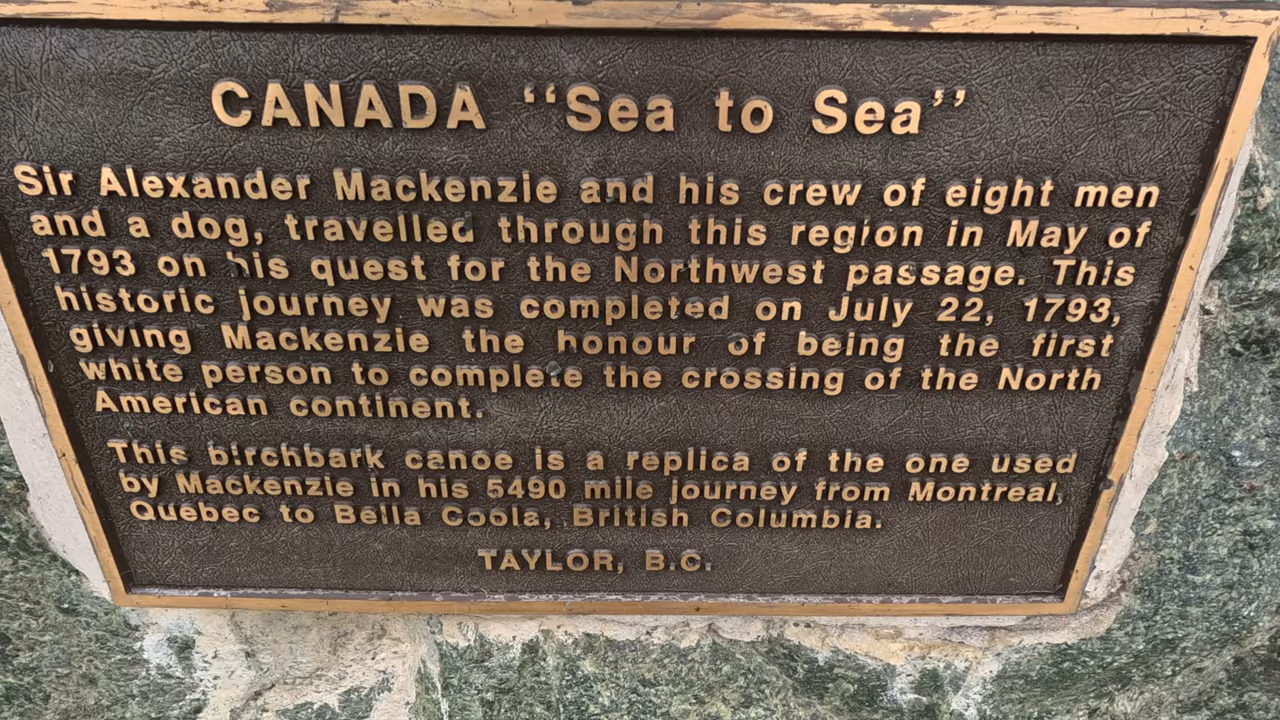 CANADA “Sea to Sea”
Sir Alexander Mackenzie and his crew of eight men
and a dog, travelled through this region in May of
1793 on his quest for the Northwest passage. This
historic journey was completed on July 22, 1793,
giving Mackenzie the honour of being the first
white person to complete the crossing of the North
American continent.
This birchbark canoe is a replica of the one used
by Mackenzie in his 5490 mile journey from Montreal,
Quebec to Bella Coola, British Columbia.
TAYLOR, B.C.